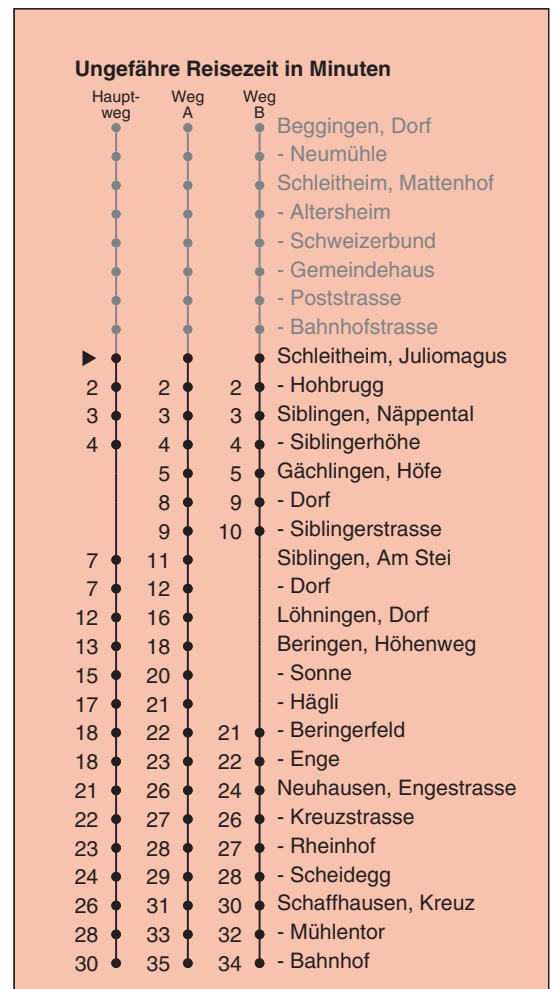 Ungefähre Reisezeit in Minuten
Haupt- Weg Weg
weg A B
Beggingen, Dorf
- Neumühle
Schleitheim, Mattenhof
- Altersheim
- Schweizerbund
- Gemeindehaus
- Poststrasse
- Bahnhofstrasse
Schleitheim, Juliomagus
2 2 2 - Hohbrugg
3 3 3 Siblingen, Näppental
4 4 4 - Siblingerhöhe
5 5 Gächlingen, Höfe
8 9 - Dorf
9 10 - Siblingerstrasse
7 11 Siblingen, Am Stei
7 12 - Dorf
12 16 Löhningen, Dorf
13 18 Beringen, Höhenweg
15 20 - Sonne
17 21 - Hägli
18 22 21 - Beringerfeld
18 23 22 - Enge
21 26 24 Neuhausen, Engestrasse
22 27 26 - Kreuzstrasse
23 28 27 - Rheinhof
24 29 28 - Scheidegg
26 31 30 Schaffhausen, Kreuz
28 33 32 - Mühlentor
30 35 34 - Bahnhof